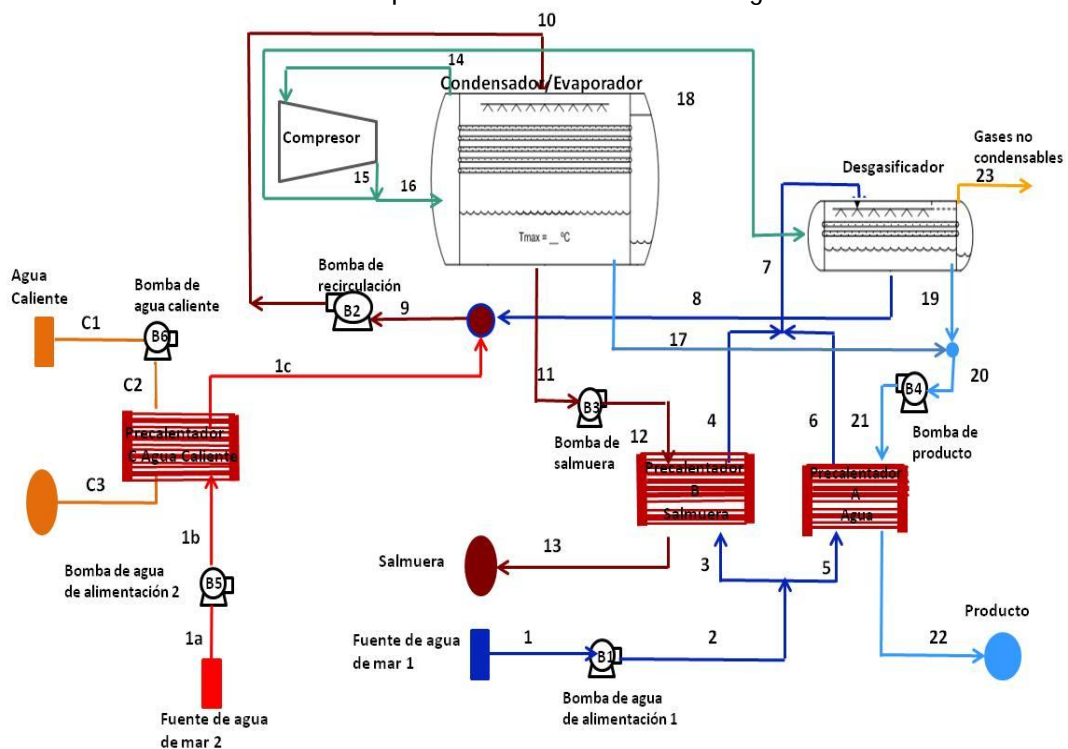 10
14
Condensador/Evaporador
18
Compresor
Gases no
condensables
23
Desgasificador
15
16
Tmax = __ ºC
7
Agua
Caliente
Bomba de
agua caliente
Bomba de
recirculación
8
19
C1
B6
B2
9
17
C2
1c
11
20
4
6
21
B4
B3
Bomba de
salmuera
12
Bomba de
producto
Precalentador
C Agua Caliente
Precalentador
B
Salmuera
Precalentador
A
Agua
C3
1b
13
3
5
Salmuera
Bomba de agua
de alimentación 2
B5
Producto
1a
Fuente de agua
de mar 1
1
B1
2
22
Bomba de agua
de alimentación 1
Fuente de agua
de mar 2